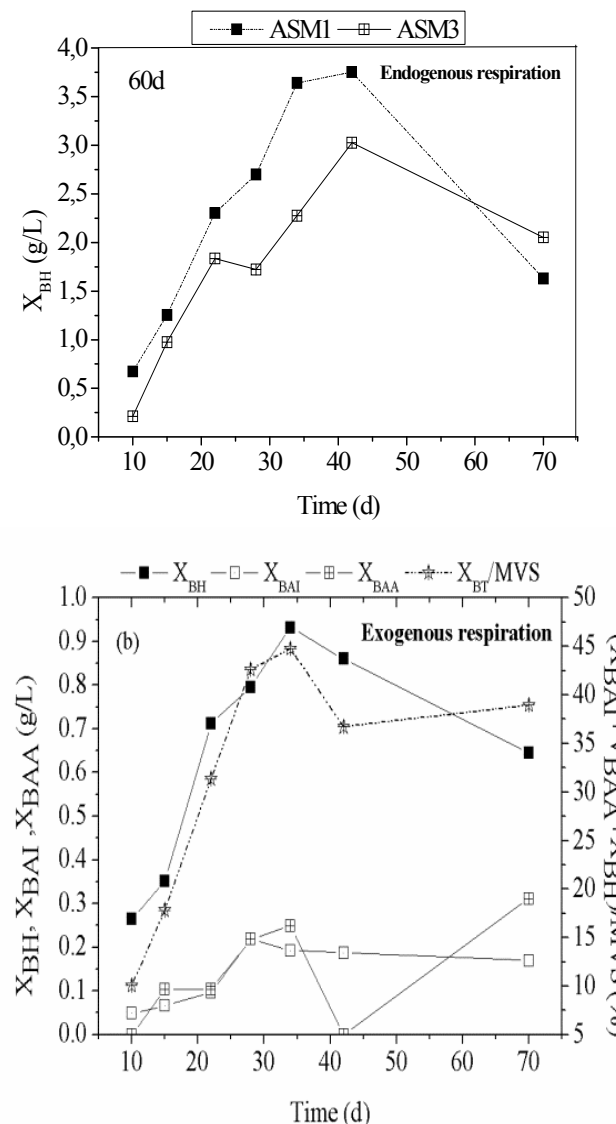 ASM1 ASM3
4,0
3,5
3,0
2,5
2,0
1,5
1,0
0,5
0,0
60d
Endogenous respiration
X_BH (g/L)
10 20 30 40 50 60 70
Time (d)
X_BH X_BAI X_BAA X_BT/MVS
1.0
0.9
0.8
0.7
0.6
0.5
0.4
0.3
0.2
0.1
0.0
(b)
Exogenous respiration
50
45
40
35
30
25
20
15
10
5
X_BH, X_BAI ,X_BAA (g/L)
10 20 30 40 50 60 70
Time (d)